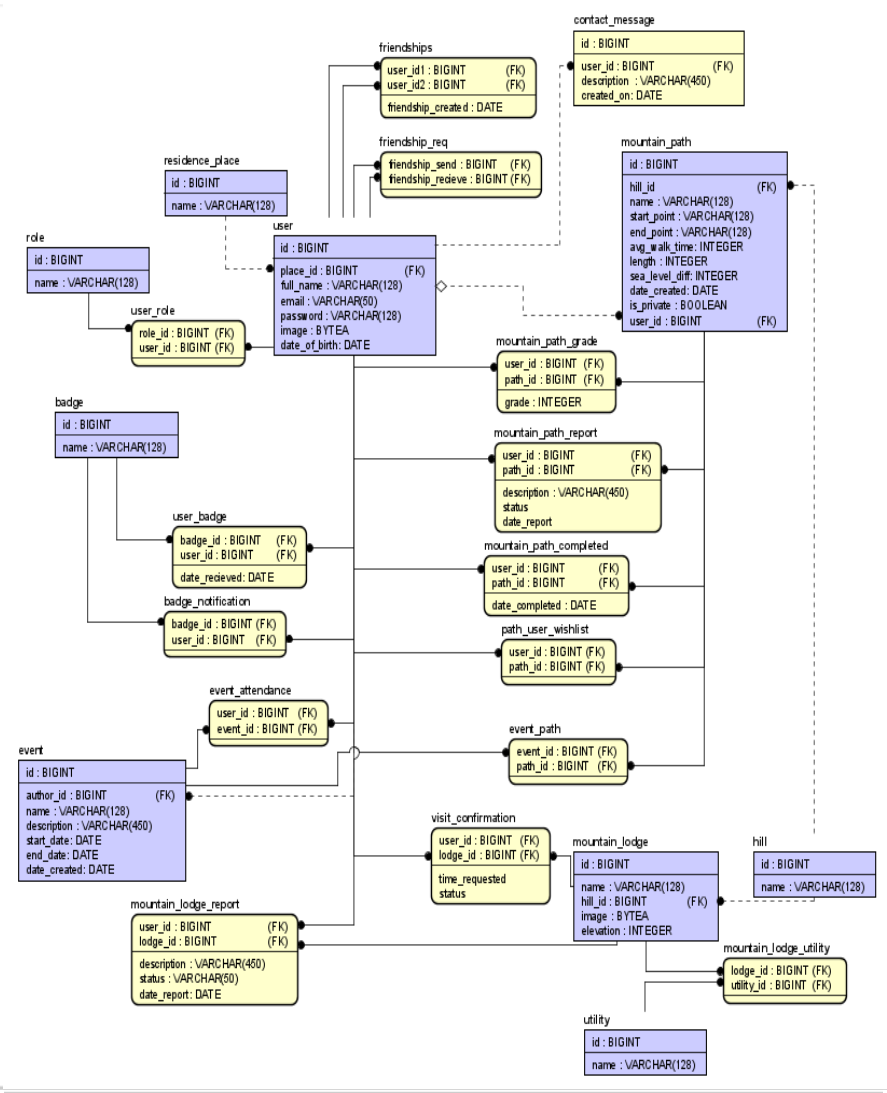 friendships
user_id1 : BIGINT (FK)
user_id2 : BIGINT (FK)
friendship_created : DATE
contact_message
id : BIGINT
user_id : BIGINT (FK)
description : VARCHAR(450)
created_on: DATE
friendship_req
friendship_send : BIGINT (FK)
friendship_recieve : BIGINT (FK)
mountain_path
id : BIGINT
hill_id (FK)
name : VARCHAR(128)
start_point : VARCHAR(128)
end_point : VARCHAR(128)
avg_walk_time: INTEGER
length : INTEGER
sea_level_diff: INTEGER
date_created: DATE
is_private : BOOLEAN
user_id : BIGINT (FK)
residence_place
id : BIGINT
name : VARCHAR(128)
user
id : BIGINT
place_id : BIGINT (FK)
full_name : VARCHAR(128)
email : VARCHAR(50)
password : VARCHAR(128)
image : BYTEA
date_of_birth: DATE
role
id : BIGINT
name : VARCHAR(128)
user_role
role_id : BIGINT (FK)
user_id : BIGINT (FK)
mountain_path_grade
user_id : BIGINT (FK)
path_id : BIGINT (FK)
grade : INTEGER
badge
id : BIGINT
name : VARCHAR(128)
mountain_path_report
user_id : BIGINT (FK)
path_id : BIGINT (FK)
description : VARCHAR(450)
status
date_report
user_badge
badge_id : BIGINT (FK)
user_id : BIGINT (FK)
date_recieved: DATE
mountain_path_completed
user_id : BIGINT (FK)
path_id : BIGINT (FK)
date_completed : DATE
badge_notification
badge_id : BIGINT (FK)
user_id : BIGINT (FK)
path_user_wishlist
user_id : BIGINT (FK)
path_id : BIGINT (FK)
event_attendance
user_id : BIGINT (FK)
event_id : BIGINT (FK)
event_path
event_id : BIGINT (FK)
path_id : BIGINT (FK)
event
id : BIGINT
author_id : BIGINT (FK)
name : VARCHAR(128)
description : VARCHAR(450)
start_date: DATE
end_date: DATE
date_created: DATE
visit_confirmation
user_id : BIGINT (FK)
lodge_id : BIGINT (FK)
time_requested
status
mountain_lodge
id : BIGINT
name : VARCHAR(128)
hill_id : BIGINT (FK)
image : BYTEA
elevation : INTEGER
hill
id : BIGINT
name : VARCHAR(128)
mountain_lodge_report
user_id : BIGINT (FK)
lodge_id : BIGINT (FK)
description : VARCHAR(450)
status : VARCHAR(50)
date_report: DATE
mountain_lodge_utility
lodge_id : BIGINT (FK)
utility_id : BIGINT (FK)
utility
id : BIGINT
name : VARCHAR(128)